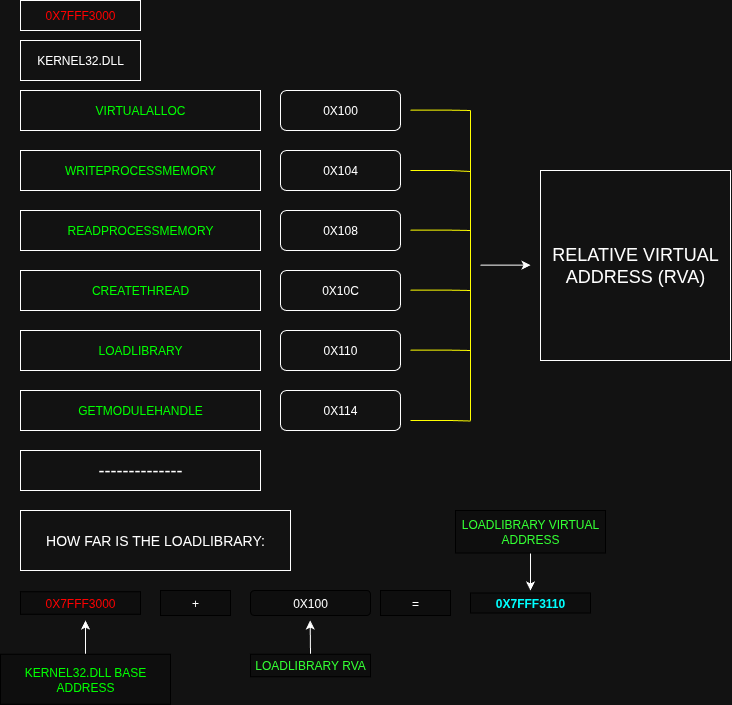 0X7FFF3000
KERNEL32.DLL
VIRTUALALLOC
0X100
WRITEPROCESSMEMORY
0X104
READPROCESSMEMORY
0X108
CREATETHREAD
0X10C
LOADLIBRARY
0X110
GETMODULEHANDLE
0X114
RELATIVE VIRTUAL
ADDRESS (RVA)
--------------
HOW FAR IS THE LOADLIBRARY:
LOADLIBRARY VIRTUAL
ADDRESS
0X7FFF3000
+
0X100
=
0X7FFF3110
KERNEL32.DLL BASE
ADDRESS
LOADLIBRARY RVA